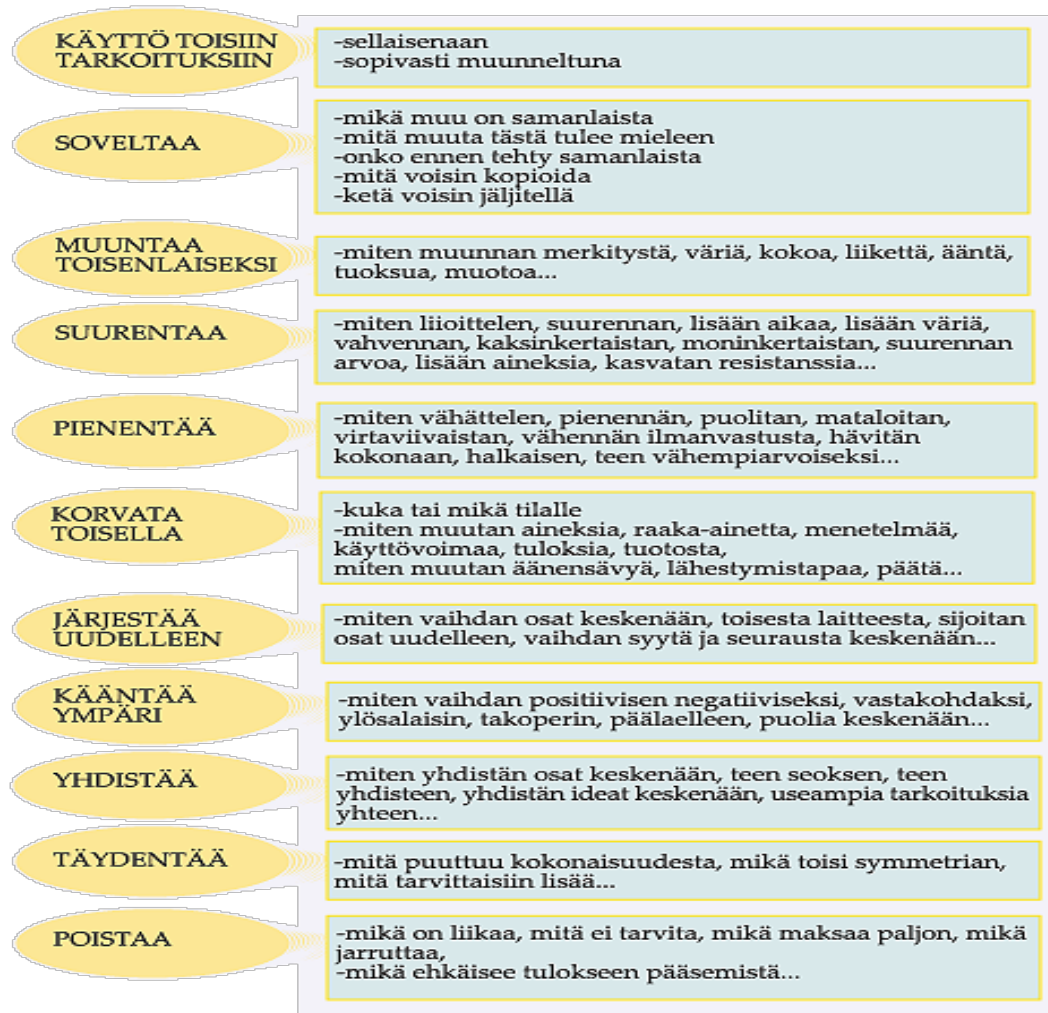 KÄYTTÖ TOISIIN
TARKOITUKSIIN
-sellaisenaan
-sopivasti muunneltuna
SOVELTAA
-mikä muu on samanlaista
-mitä muuta tästä tulee mieleen
-onko ennen tehty samanlaista
-mitä voisin kopioida
-ketä voisin jäljitellä
MUUNTAA
TOISENLAISEKSI
-miten muunnan merkitystä, väriä, kokoa, liikettä, ääntä,
tuoksua, muotoa...
SUURENTAA
-miten liioittelen, suurennan, lisään aikaa, lisään väriä,
vahvennan, kaksinkertaistan, moninkertaistan, suurennan
arvoa, lisään aineksia, kasvatan resistanssia...
PIENENTÄÄ
-miten vähättelen, pienennän, puolitan, mataloitan,
virtaviivaistan, vähennän ilmanvastusta, hävitän
kokonaan, halkaisen, teen vähempiarvoiseksi...
KORVATA
TOISELLA
-kuka tai mikä tilalle
-miten muutan aineksia, raaka-ainetta, menetelmää,
käyttövoimaa, tuloksia, tuotosta,
miten muutan äänensävyä, lähestymistapaa, päätä...
JÄRJESTÄÄ
UUDELLEEN
-miten vaihdan osat keskenään, toisesta laitteesta, sijoitan
osat uudelleen, vaihdan syytä ja seurausta keskenään...
KÄÄNTÄÄ
YMPÄRI
-miten vaihdan positiivisen negatiiviseksi, vastakohdaksi,
ylösalaisin, takoperin, päälaelleen, puolia keskenään...
YHDISTÄÄ
-miten yhdistän osat keskenään, teen seoksen, teen
yhdisteen, yhdistän ideat keskenään, useampia tarkoituksia
yhteen...
TÄYDENTÄÄ
-mitä puuttuu kokonaisuudesta, mikä toisi symmetrian,
mitä tarvittaisiin lisää...
POISTAA
-mikä on liikaa, mitä ei tarvita, mikä maksaa paljon, mikä
jarruttaa,
-mikä ehkäisee tulokseen pääsemistä...